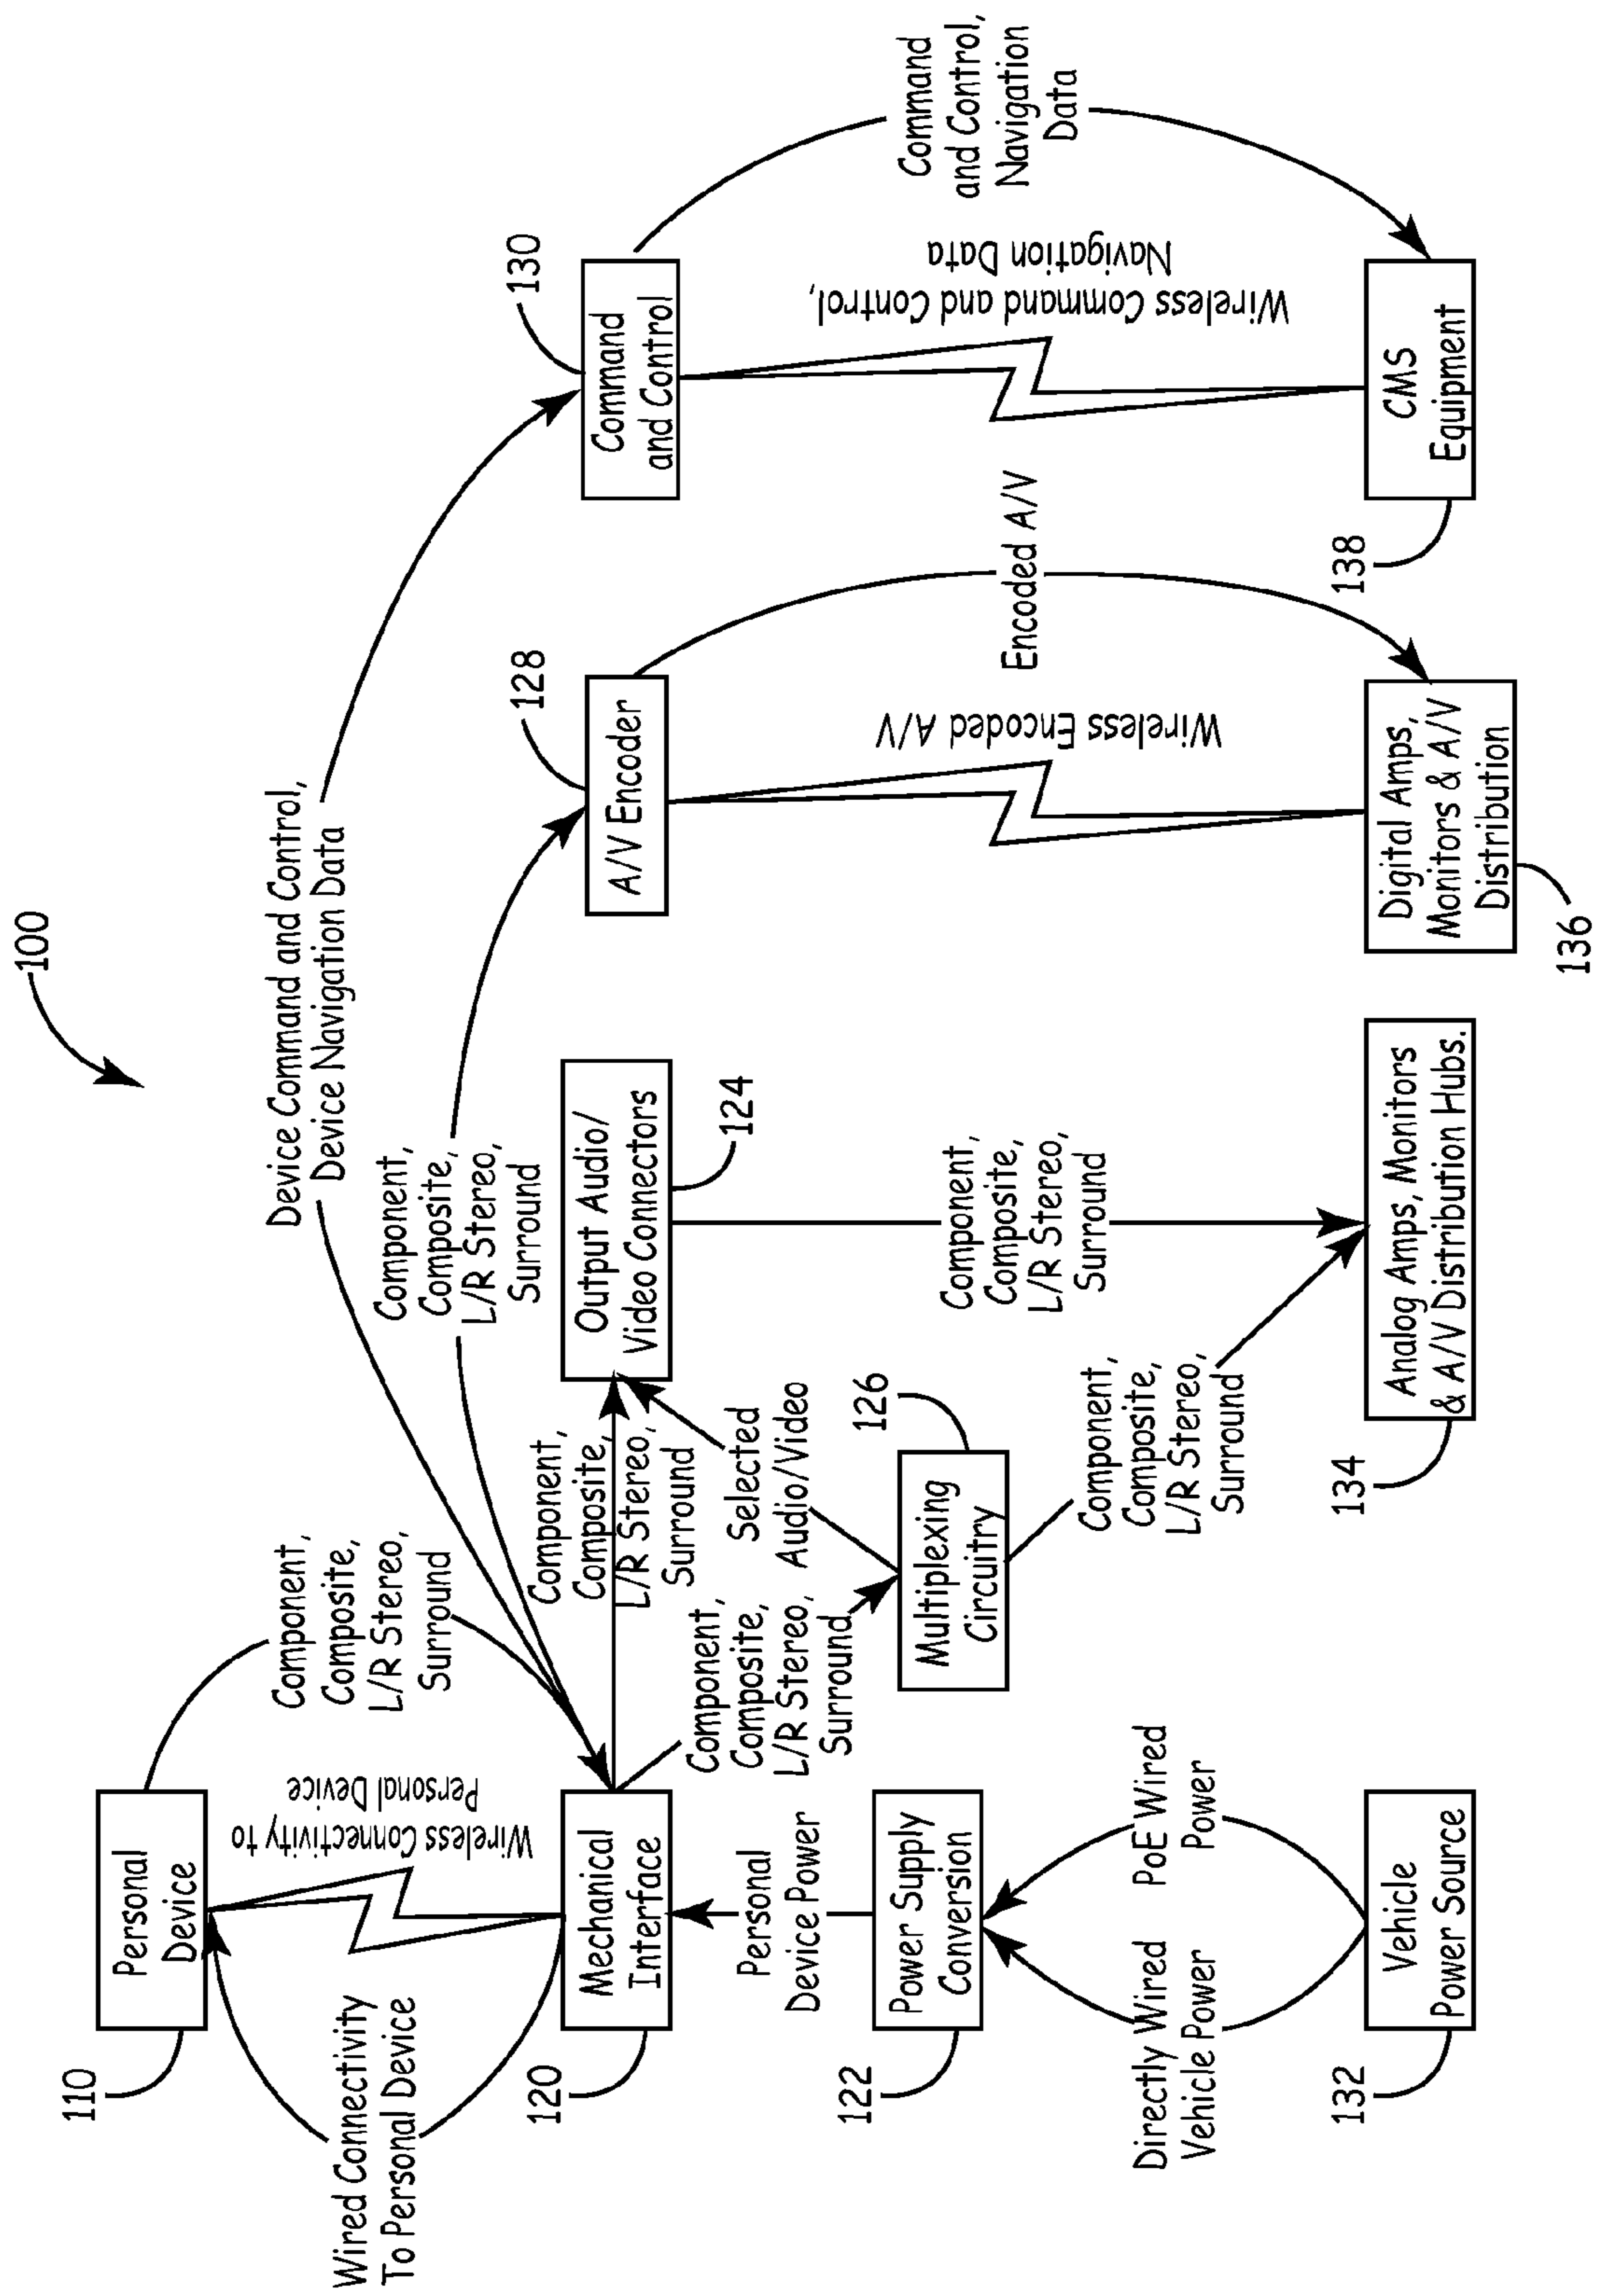 100
110
Personal
Device
Component,
Composite,
L/R Stereo,
Surround
Device Command and Control,
Device Navigation Data
Wired Connectivity
To Personal Device
Wireless Connectivity to
Personal Device
Component,
Composite,
L/R Stereo,
Surround
120
Mechanical
Interface
Component,
Composite,
L/R Stereo,
Surround
Output Audio/
Video Connectors
124
128
A/V Encoder
130
Command
and Control
Personal
Device Power
Component,
Composite,
L/R Stereo,
Surround
Selected
Audio/Video
122
Power Supply
Conversion
126
Multiplexing
Circuitry
Component,
Composite,
L/R Stereo,
Surround
Wireless Encoded A/V
Encoded A/V
Wireless Command and Control,
Navigation Data
Command
and Control,
Navigation
Data
Directly Wired
Vehicle Power
PoE Wired
Power
Component,
Composite,
L/R Stereo,
Surround
132
Vehicle
Power Source
134
Analog Amps, Monitors
& A/V Distribution Hubs.
136
Digital Amps,
Monitors & A/V
Distribution
138
CMS
Equipment